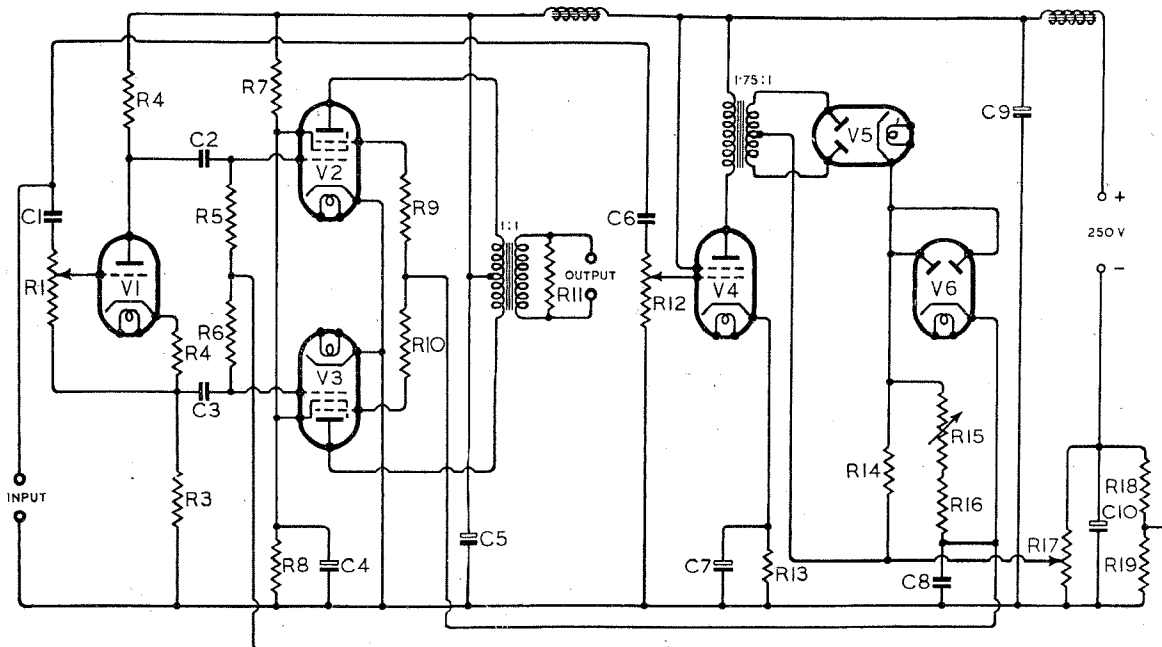 R4
R7
C2
V2
R5
R9
C1
R1
V1
R4
R6
C3
V3
R10
1:1
OUTPUT
R11
C6
R12
V4
1·75:1
V5
V6
C9
+
250 V
−
INPUT
R3
R8
C4
C5
C7
R13
R14
R15
R16
C8
R17
C10
R18
R19